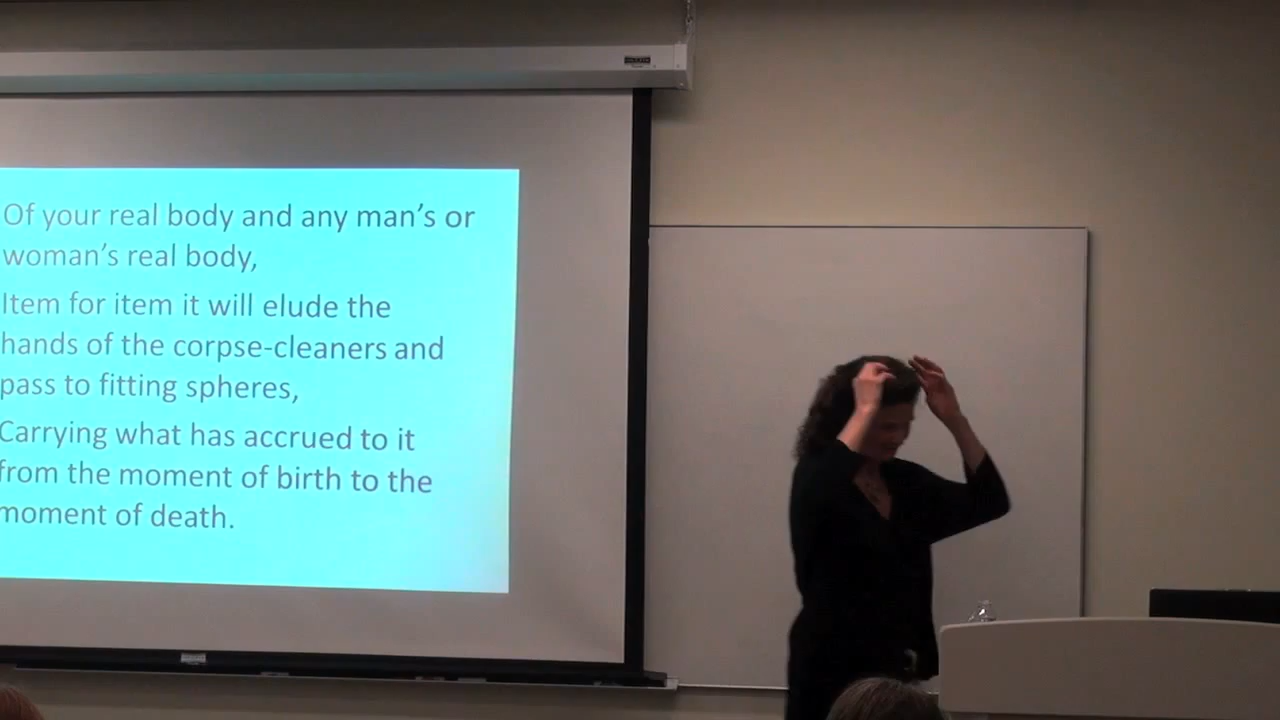 Of your real body and any man's or
woman's real body,
Item for item it will elude the
hands of the corpse-cleaners and
pass to fitting spheres,
Carrying what has accrued to it
from the moment of birth to the
moment of death.